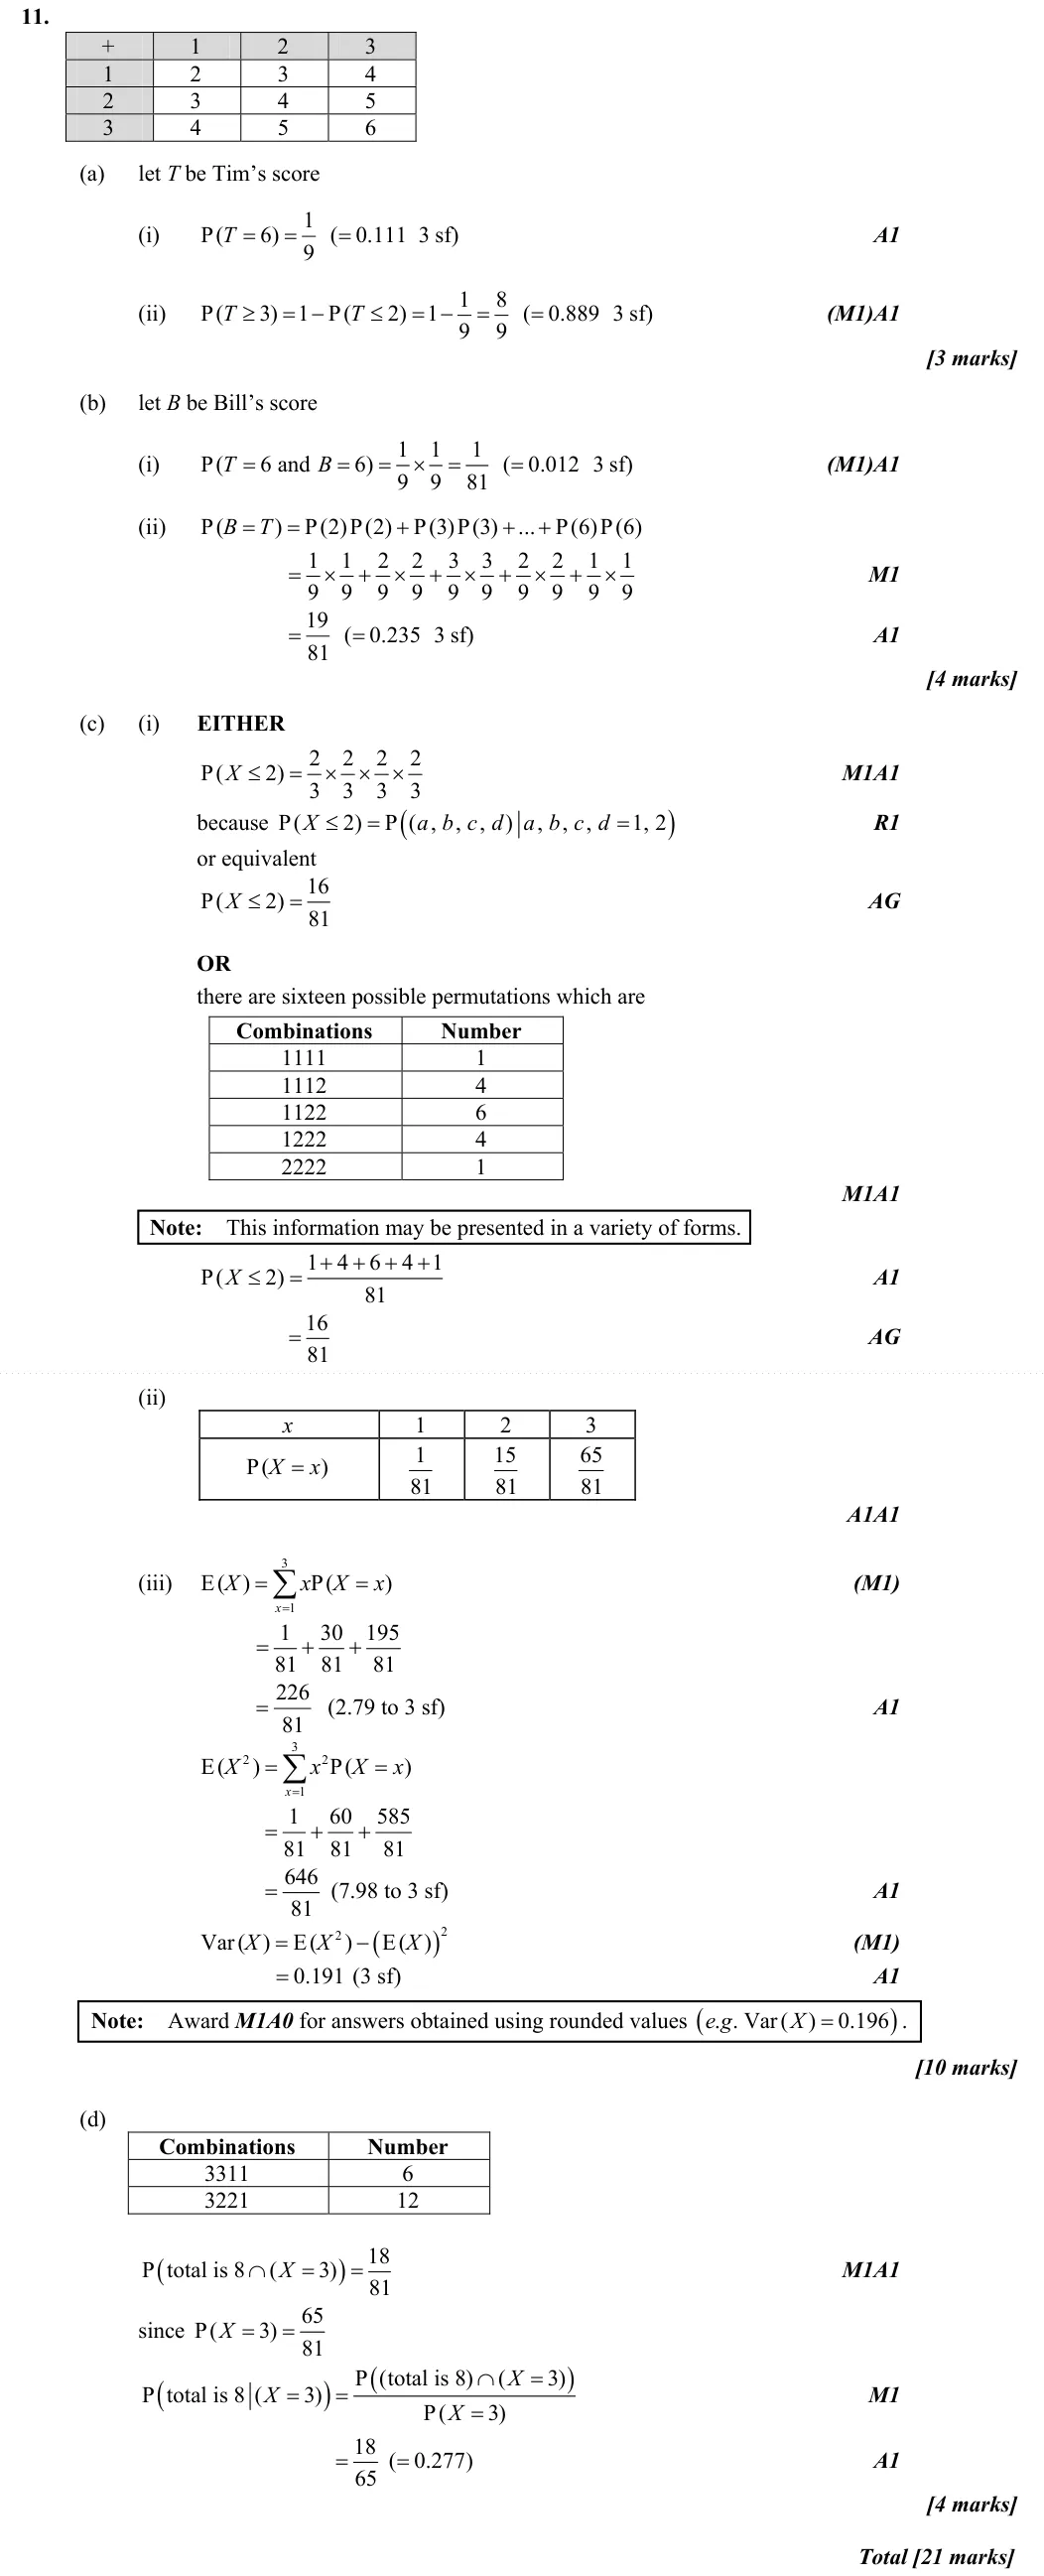 11.
+ 1 2 3
1 2 3 4
2 3 4 5
3 4 5 6
(a) let T be Tim's score
(i) P(T = 6) = 1/9 (= 0.111 3 sf) A1
(ii) P(T ≥ 3) = 1 − P(T ≤ 2) = 1 − 1/9 = 8/9 (= 0.889 3 sf) (M1)A1
[3 marks]
(b) let B be Bill's score
(i) P(T = 6 and B = 6) = 1/9 × 1/9 = 1/81 (= 0.012 3 sf) (M1)A1
(ii) P(B = T) = P(2)P(2) + P(3)P(3) + ... + P(6)P(6)
= 1/9 × 1/9 + 2/9 × 2/9 + 3/9 × 3/9 + 2/9 × 2/9 + 1/9 × 1/9 M1
= 19/81 (= 0.235 3 sf) A1
[4 marks]
(c) (i) EITHER
P(X ≤ 2) = 2/3 × 2/3 × 2/3 × 2/3 M1A1
because P(X ≤ 2) = P((a, b, c, d) | a, b, c, d = 1, 2) R1
or equivalent
P(X ≤ 2) = 16/81 AG
OR
there are sixteen possible permutations which are
Combinations Number
1111 1
1112 4
1122 6
1222 4
2222 1
M1A1
Note: This information may be presented in a variety of forms.
P(X ≤ 2) = (1 + 4 + 6 + 4 + 1)/81 A1
= 16/81 AG
(ii)
x 1 2 3
P(X = x) 1/81 15/81 65/81
A1A1
(iii) E(X) = ∑_{x=1}^{3} xP(X = x) (M1)
= 1/81 + 30/81 + 195/81
= 226/81 (2.79 to 3 sf) A1
E(X²) = ∑_{x=1}^{3} x²P(X = x)
= 1/81 + 60/81 + 585/81
= 646/81 (7.98 to 3 sf) A1
Var(X) = E(X²) − (E(X))² (M1)
= 0.191 (3 sf) A1
Note: Award M1A0 for answers obtained using rounded values (e.g. Var(X) = 0.196).
[10 marks]
(d)
Combinations Number
3311 6
3221 12
P(total is 8 ∩ (X = 3)) = 18/81 M1A1
since P(X = 3) = 65/81
P(total is 8 | (X = 3)) = P((total is 8) ∩ (X = 3))/P(X = 3) M1
= 18/65 (= 0.277) A1
[4 marks]
Total [21 marks]